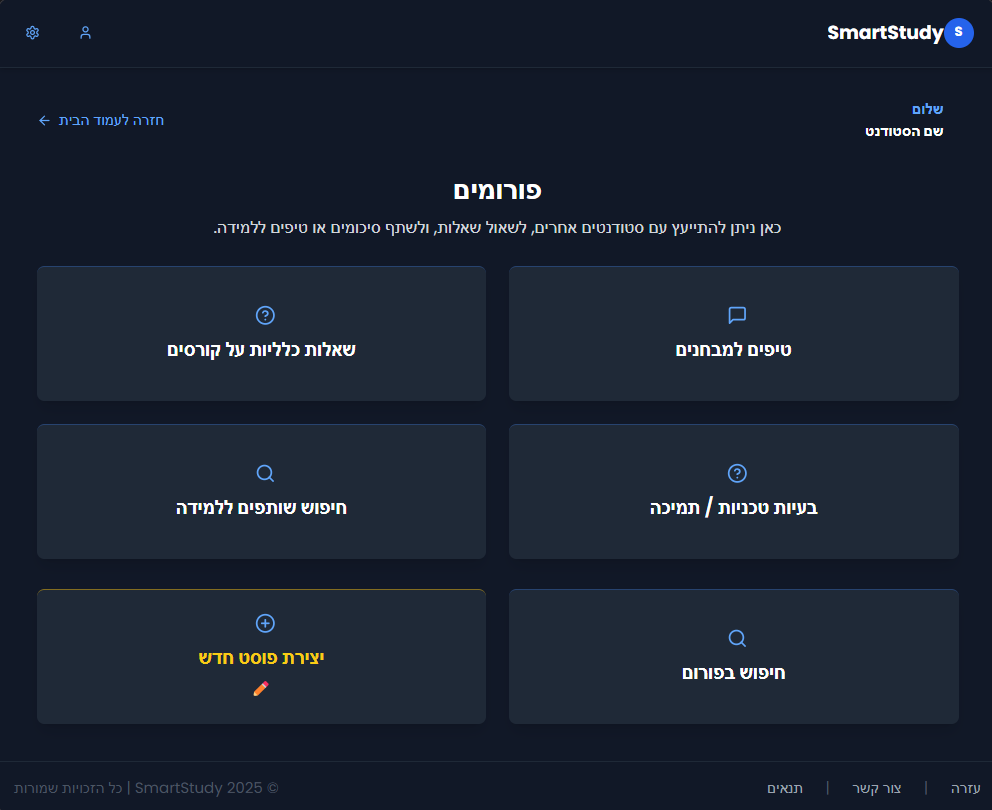 SmartStudy S
שלום
שם הסטודנט
חזרה לעמוד הבית
פורומים
כאן ניתן להתייעץ עם סטודנטים אחרים, לשאול שאלות, ולשתף סיכומים או טיפים ללמידה.
טיפים למבחנים
שאלות כלליות על קורסים
בעיות טכניות / תמיכה
חיפוש שותפים ללמידה
חיפוש בפורום
יצירת פוסט חדש
עזרה | צור קשר | תנאים
© 2025 SmartStudy | כל הזכויות שמורות